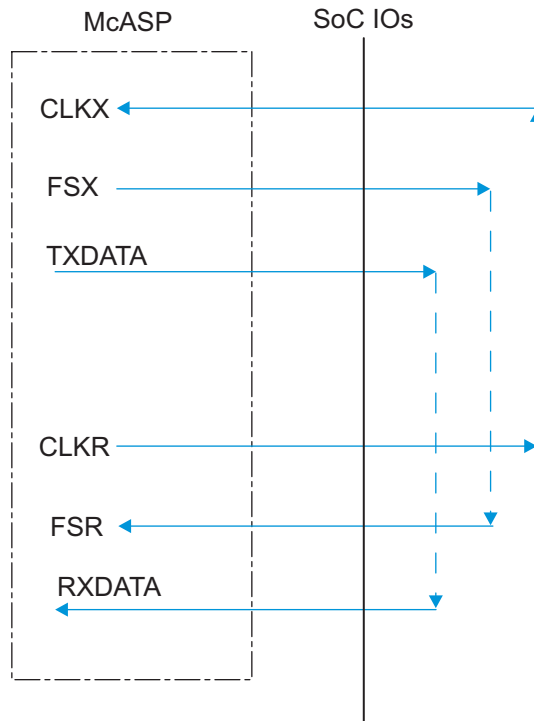 McASP
SoC IOs
CLKX
FSX
TXDATA
CLKR
FSR
RXDATA